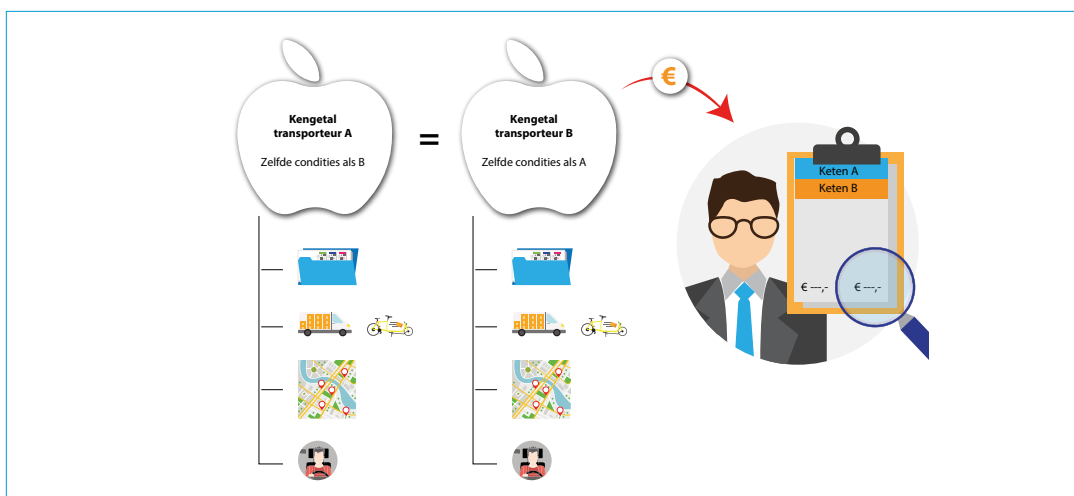 Kengetal
transporteur A
Zelfde condities als B
=
Kengetal
transporteur B
Zelfde condities als A
€
Keten A
Keten B
€ ---,-
€ ---,-